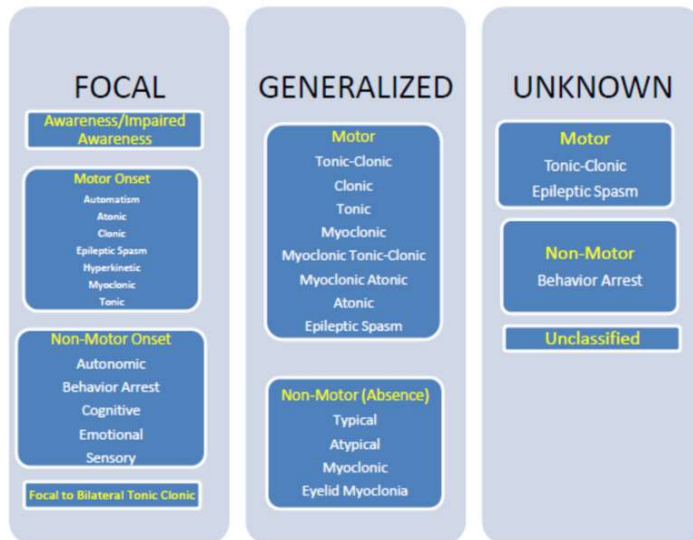 FOCAL
Awareness/Impaired
Awareness
Motor Onset
Automatism
Atonic
Clonic
Epileptic Spasm
Hyperkinetic
Myoclonic
Tonic
Non-Motor Onset
Autonomic
Behavior Arrest
Cognitive
Emotional
Sensory
Focal to Bilateral Tonic Clonic
GENERALIZED
Motor
Tonic-Clonic
Clonic
Tonic
Myoclonic
Myoclonic Tonic-Clonic
Myoclonic Atonic
Atonic
Epileptic Spasm
Non-Motor (Absence)
Typical
Atypical
Myoclonic
Eyelid Myoclonia
UNKNOWN
Motor
Tonic-Clonic
Epileptic Spasm
Non-Motor
Behavior Arrest
Unclassified